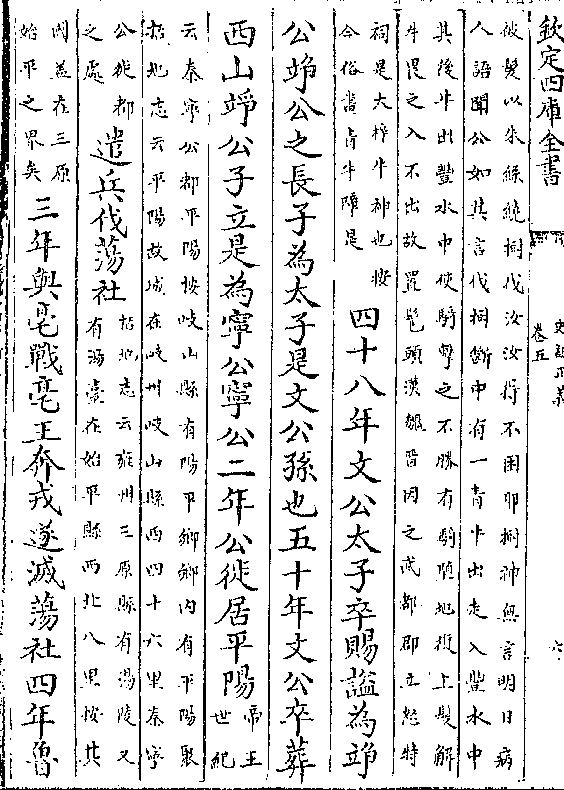 欽定四庫全書
史記正義
卷五
六
被髮以朱絲繞樹伐汝汝得不困耶樹神無言明日病
人語聞公如其言伐樹斷中有一青牛出走入豐水中
其後牛出豐水中使騎擊之不勝有騎墮地復上髮解
牛畏之入不出故置髦頭漢魏晉因之武都郡立怒特
祠是大梓牛神也按
今俗畫青牛障是
四十八年文公太子卒賜諡為竫
公竫公之長子為太子是文公孫也五十年文公卒葬
西山竫公子立是為寧公寧公二年公徙居平陽
帝王
世紀
云秦寧公都平陽按岐山縣有陽平鄉鄉内有平陽聚
括地志云平陽故城在岐州岐山縣西四十六里秦寧
公徙都
之處
遣兵伐蕩社
括地志云雍州三原縣有湯陵又
有湯臺在始平縣西北八里按其
國蓋在三原
始平之界矣
三年與亳戰亳王奔戎遂滅蕩社四年魯